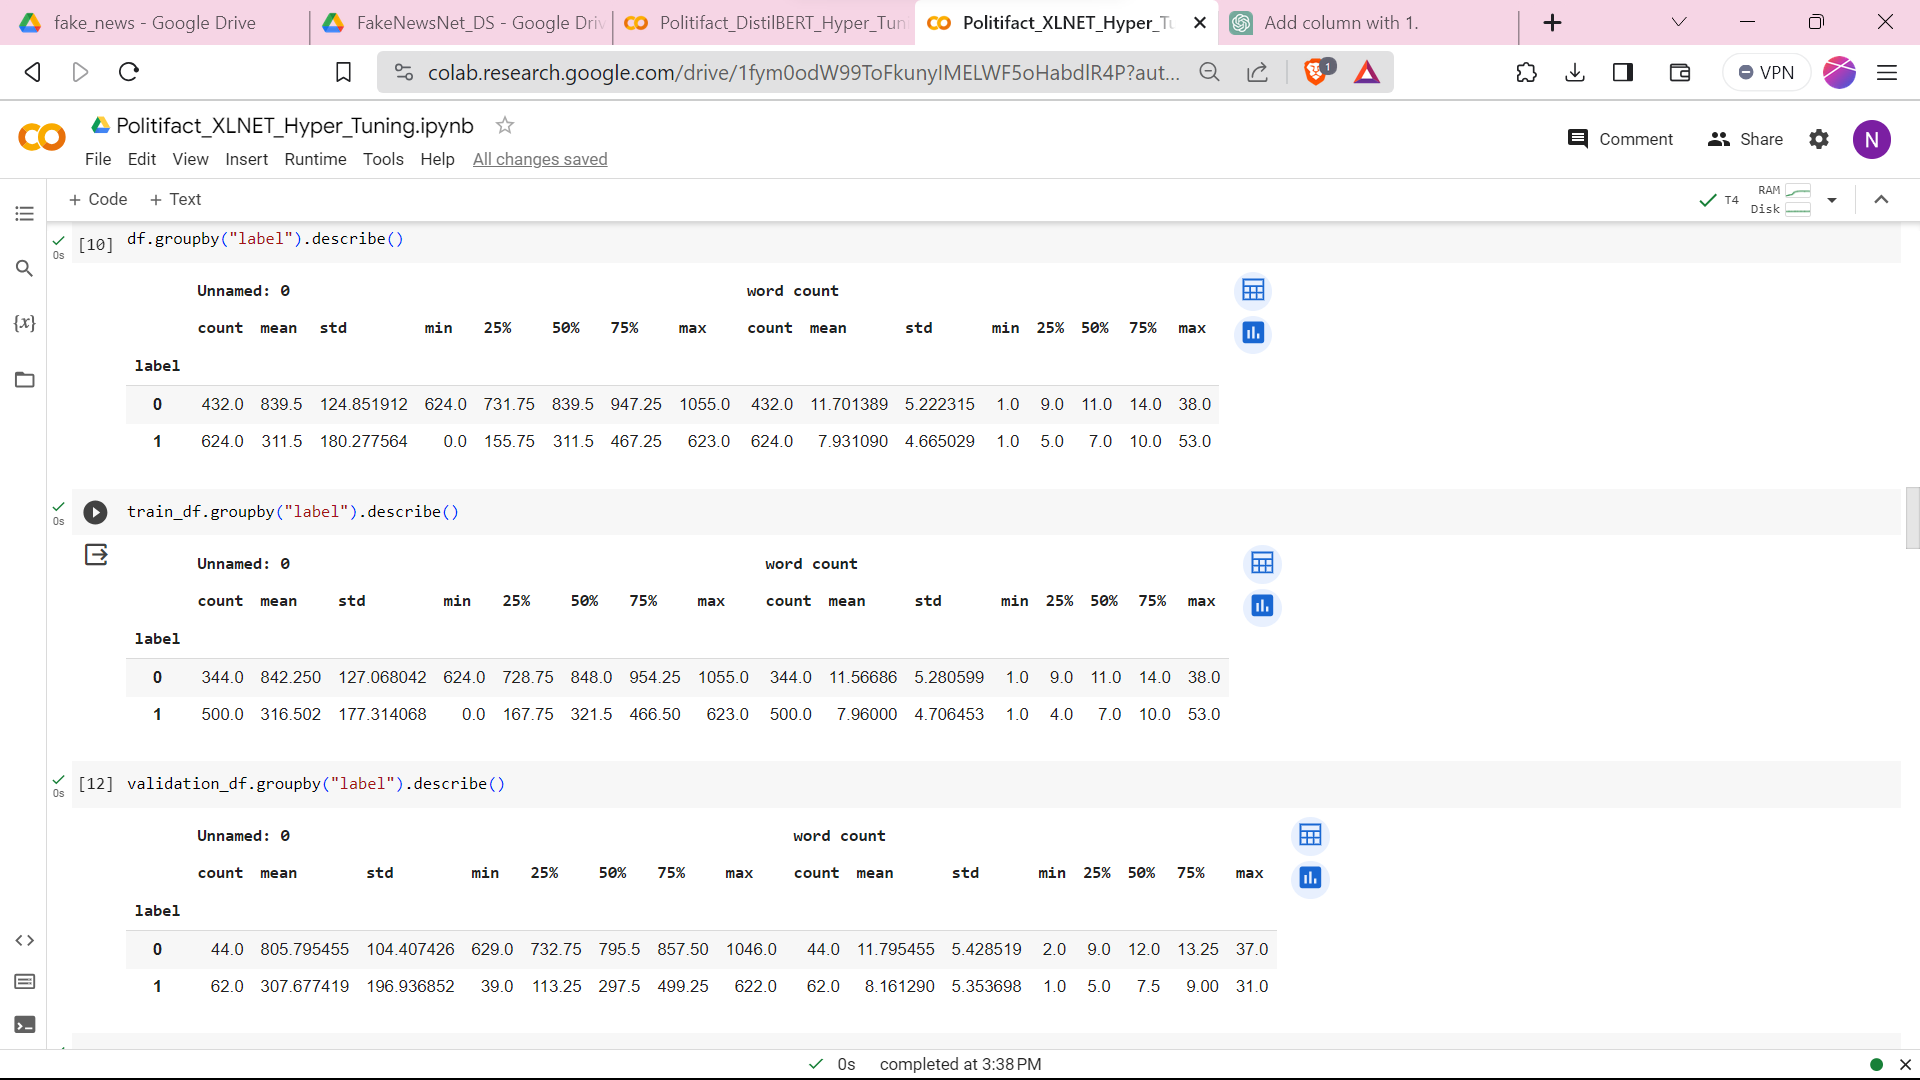 fake_news - Google Drive
FakeNewsNet_DS - Google Driv
Politifact_DistilBERT_Hyper_Tun
Politifact_XLNET_Hyper_Tu
Add column with 1.
colab.research.google.com/drive/1fym0odW99ToFkunyIMELWF5oHabdlR4P?aut...
1
VPN
Politifact_XLNET_Hyper_Tuning.ipynb
File Edit View Insert Runtime Tools Help All changes saved
Comment
Share
N
+ Code + Text
T4
RAM
Disk
{x}
0s
[10] df.groupby("label").describe()
Unnamed: 0 word count
count mean std min 25% 50% 75% max count mean std min 25% 50% 75% max
label
0 432.0 839.5 124.851912 624.0 731.75 839.5 947.25 1055.0 432.0 11.701389 5.222315 1.0 9.0 11.0 14.0 38.0
1 624.0 311.5 180.277564 0.0 155.75 311.5 467.25 623.0 624.0 7.931090 4.665029 1.0 5.0 7.0 10.0 53.0
0s
train_df.groupby("label").describe()
Unnamed: 0 word count
count mean std min 25% 50% 75% max count mean std min 25% 50% 75% max
label
0 344.0 842.250 127.068042 624.0 728.75 848.0 954.25 1055.0 344.0 11.56686 5.280599 1.0 9.0 11.0 14.0 38.0
1 500.0 316.502 177.314068 0.0 167.75 321.5 466.50 623.0 500.0 7.96000 4.706453 1.0 4.0 7.0 10.0 53.0
0s
[12] validation_df.groupby("label").describe()
Unnamed: 0 word count
count mean std min 25% 50% 75% max count mean std min 25% 50% 75% max
label
0 44.0 805.795455 104.407426 629.0 732.75 795.5 857.50 1046.0 44.0 11.795455 5.428519 2.0 9.0 12.0 13.25 37.0
1 62.0 307.677419 196.936852 39.0 113.25 297.5 499.25 622.0 62.0 8.161290 5.353698 1.0 5.0 7.5 9.00 31.0
0s completed at 3:38 PM